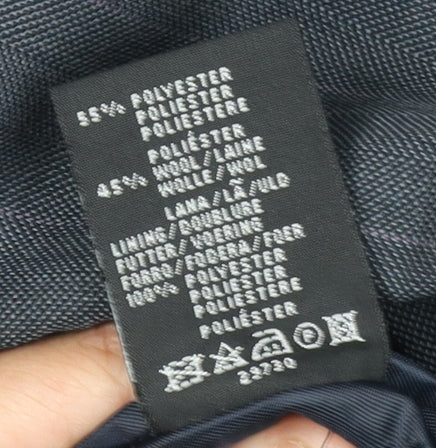 55% POLYESTER
POLIESTER
POLIESTERE
POLIÉSTER
45% WOOL/LAINE
WOLLE/WOL
LANA/LÃ/ULD
LINING/DOUBLURE
FUTTER/VOERING
FORRO/FODERA/FOER
100% POLYESTER
POLIESTER
POLIESTERE
POLIÉSTER
P
23730